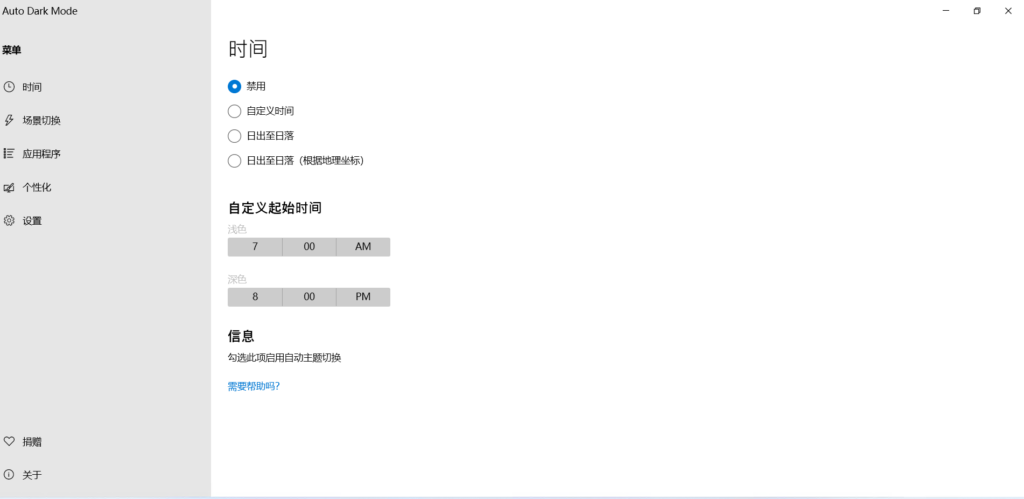 Auto Dark Mode
菜单
时间
场景切换
应用程序
个性化
设置
捐赠
关于
时间
禁用
自定义时间
日出至日落
日出至日落（根据地理坐标）
自定义起始时间
浅色
7 00 AM
深色
8 00 PM
信息
勾选此项启用自动主题切换
需要帮助吗?